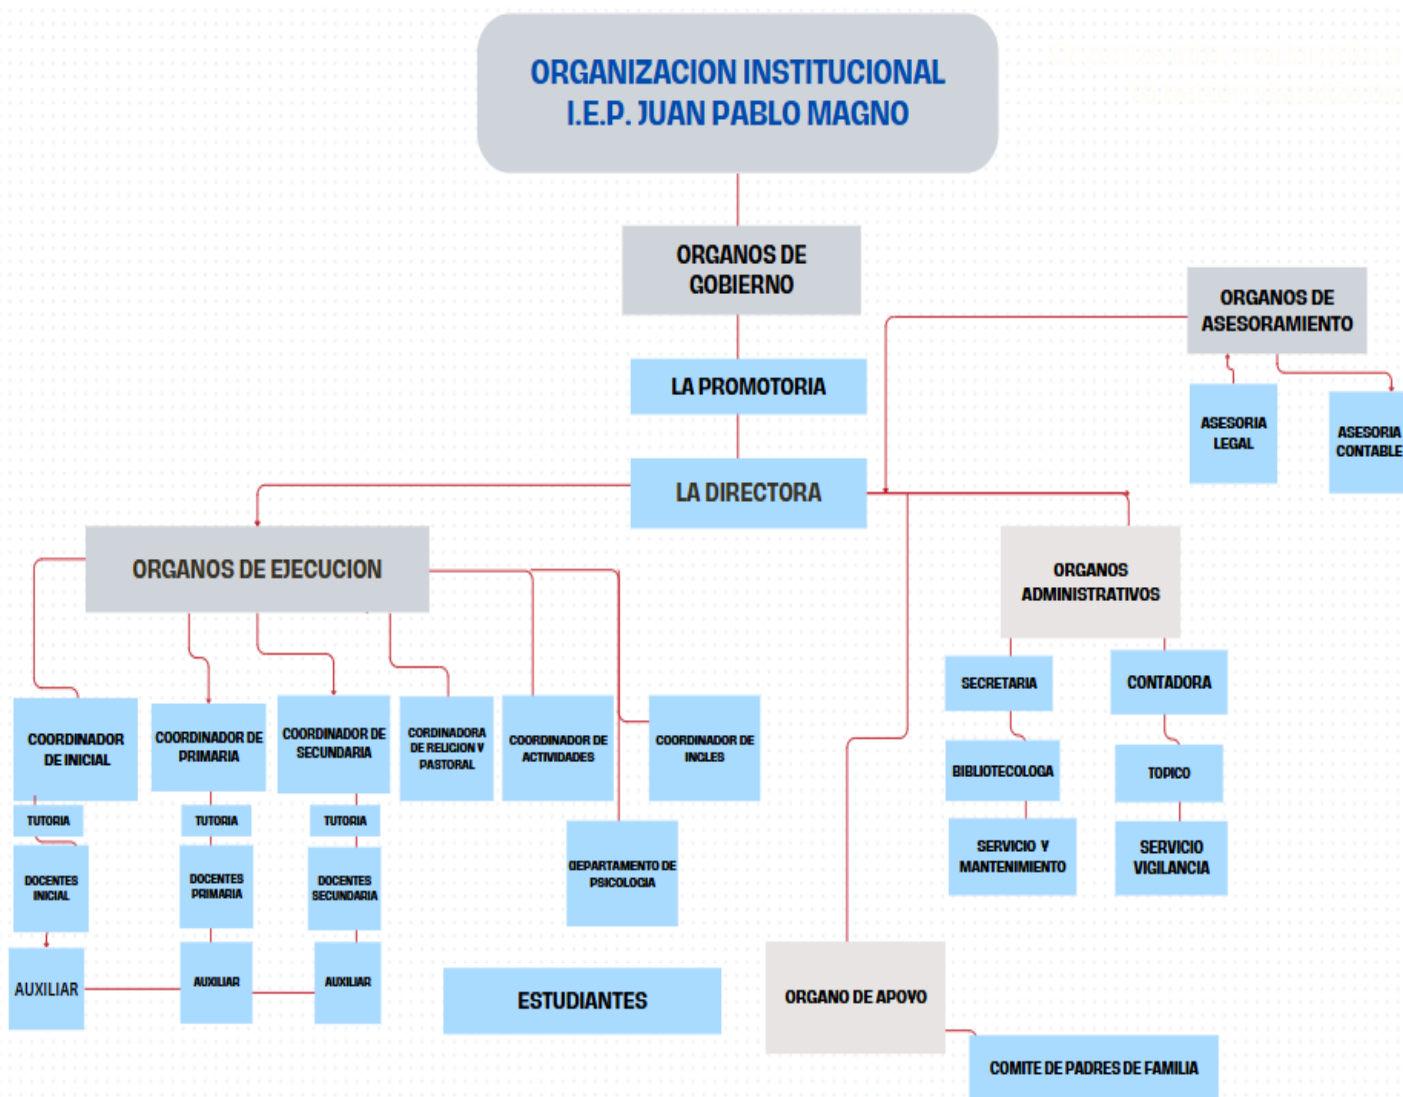 ORGANIZACION INSTITUCIONAL
I.E.P. JUAN PABLO MAGNO
ORGANOS DE
GOBIERNO
ORGANOS DE
ASESORAMIENTO
LA PROMOTORIA
ASESORIA
LEGAL
ASESORIA
CONTABLE
LA DIRECTORA
ORGANOS DE EJECUCION
ORGANOS
ADMINISTRATIVOS
SECRETARIA
CONTADORA
COORDINADOR
DE INICIAL
COORDINADOR DE
PRIMARIA
COORDINADOR DE
SECUNDARIA
CORDINADORA
DE RELIGION Y
PASTORAL
COORDINADOR DE
ACTIVIDADES
COORDINADOR DE
INGLES
BIBLIOTECOLOGA
TOPICO
TUTORIA
TUTORIA
TUTORIA
SERVICIO Y
MANTENIMIENTO
SERVICIO
VIGILANCIA
DOCENTES
INICIAL
DOCENTES
PRIMARIA
DOCENTES
SECUNDARIA
DEPARTAMENTO DE
PSICOLOGIA
AUXILIAR
AUXILIAR
AUXILIAR
ESTUDIANTES
ORGANO DE APOYO
COMITE DE PADRES DE FAMILIA